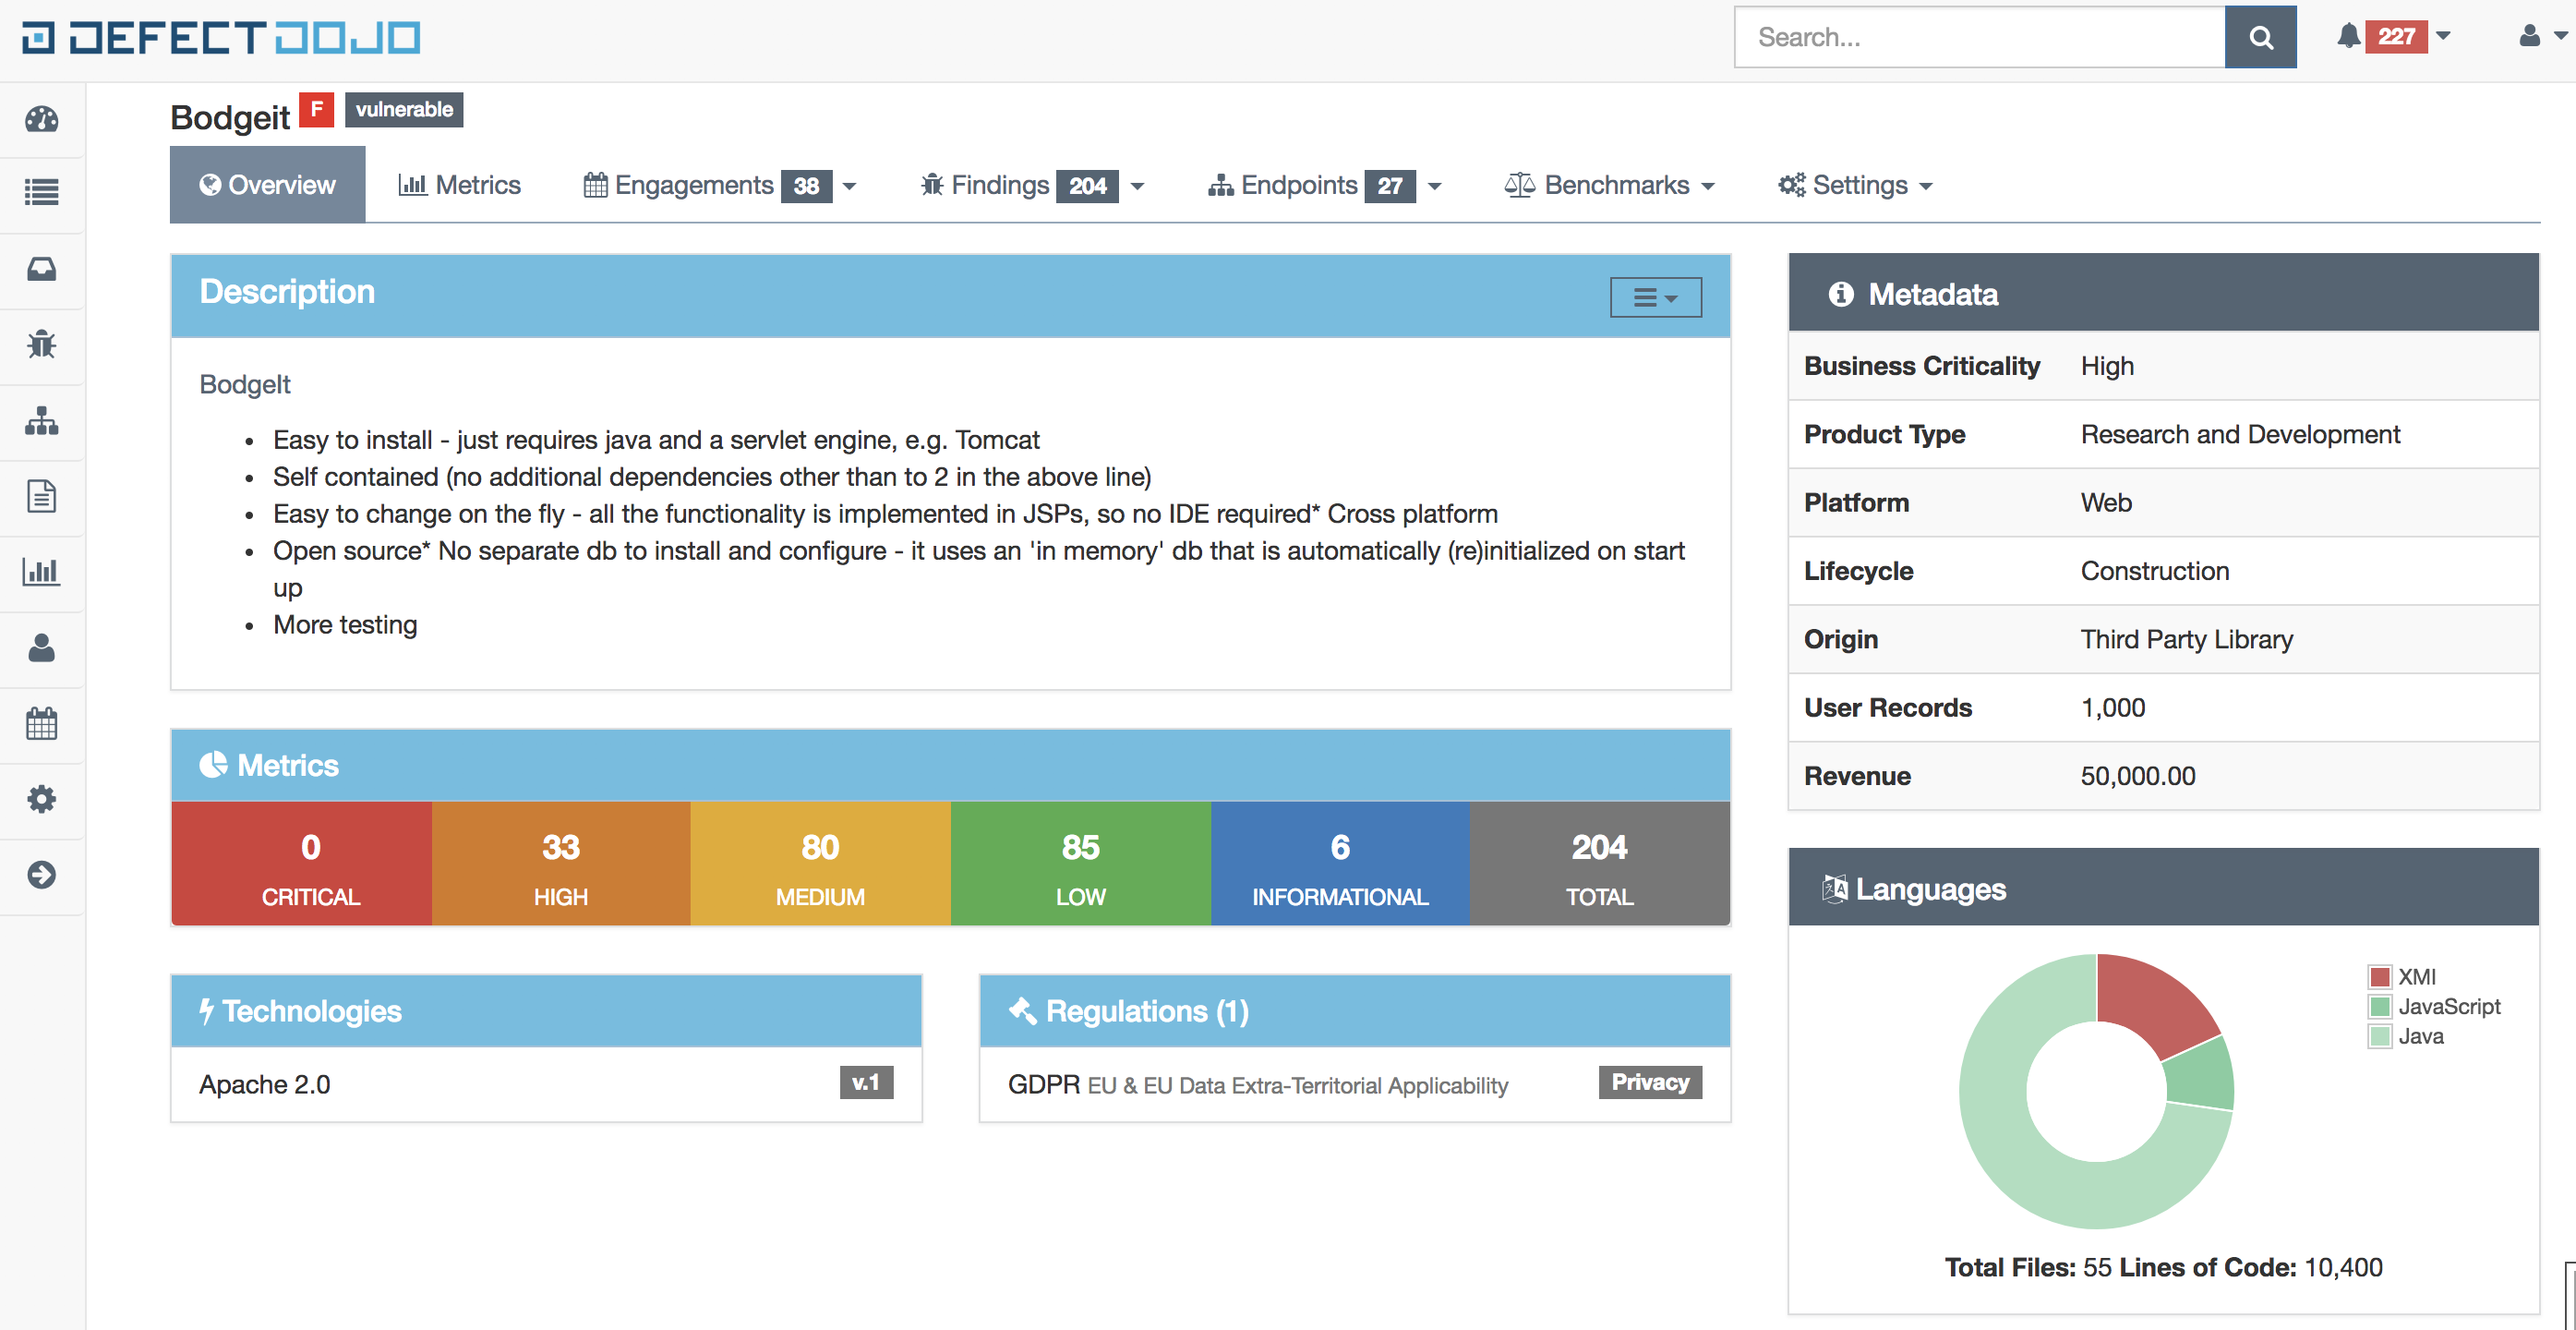 DEFECTDOJO
Search...
227
Bodgeit F vulnerable
Overview Metrics Engagements 38 Findings 204 Endpoints 27 Benchmarks Settings
Description
BodgeIt
Easy to install - just requires java and a servlet engine, e.g. Tomcat
Self contained (no additional dependencies other than to 2 in the above line)
Easy to change on the fly - all the functionality is implemented in JSPs, so no IDE required* Cross platform
Open source* No separate db to install and configure - it uses an 'in memory' db that is automatically (re)initialized on start
up
More testing
Metrics
0 33 80 85 6 204
CRITICAL HIGH MEDIUM LOW INFORMATIONAL TOTAL
Technologies
Apache 2.0 v.1
Regulations (1)
GDPR EU & EU Data Extra-Territorial Applicability Privacy
Metadata
Business Criticality High
Product Type Research and Development
Platform Web
Lifecycle Construction
Origin Third Party Library
User Records 1,000
Revenue 50,000.00
Languages
XMI
JavaScript
Java
Total Files: 55 Lines of Code: 10,400